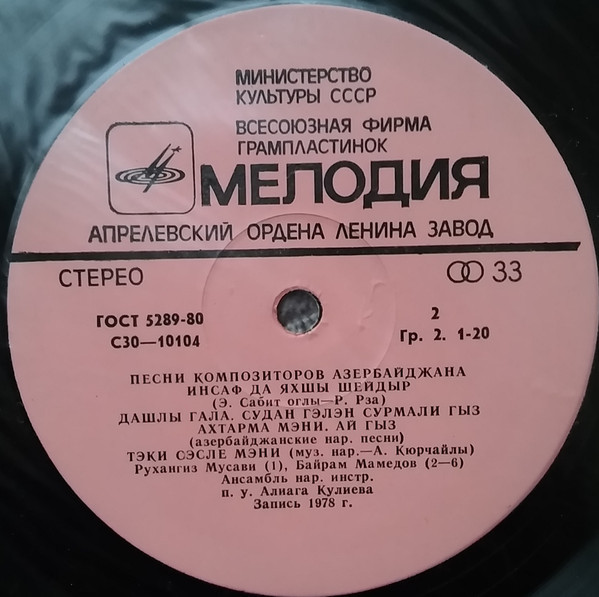 МИНИСТЕРСТВО
КУЛЬТУРЫ СССР
ВСЕСОЮЗНАЯ ФИРМА
ГРАМПЛАСТИНОК
МЕЛОДИЯ
АПРЕЛЕВСКИЙ ОРДЕНА ЛЕНИНА ЗАВОД
СТЕРЕО 33
ГОСТ 5289-80 2
С30—10104 Гр. 2. 1-20
ПЕСНИ КОМПОЗИТОРОВ АЗЕРБАЙДЖАНА
ИНСАФ ДА ЯХШЫ ШЕЙДЫР
(Э. Сабит оглы—Р. Рза)
ДАШЛЫ ГАЛА. СУДАН ГЭЛЭН СУРМАЛИ ГЫЗ
АХТАРМА МЭНИ. АЙ ГЫЗ
(азербайджанские нар. песни)
ТЭКИ СЭСЛЕ МЭНИ (муз. нар.—А. Кюрчайлы)
Рухангиз Мусави (1), Байрам Мамедов (2—6)
Ансамбль нар. инстр.
п. у. Алиага Кулиева
Запись 1978 г.